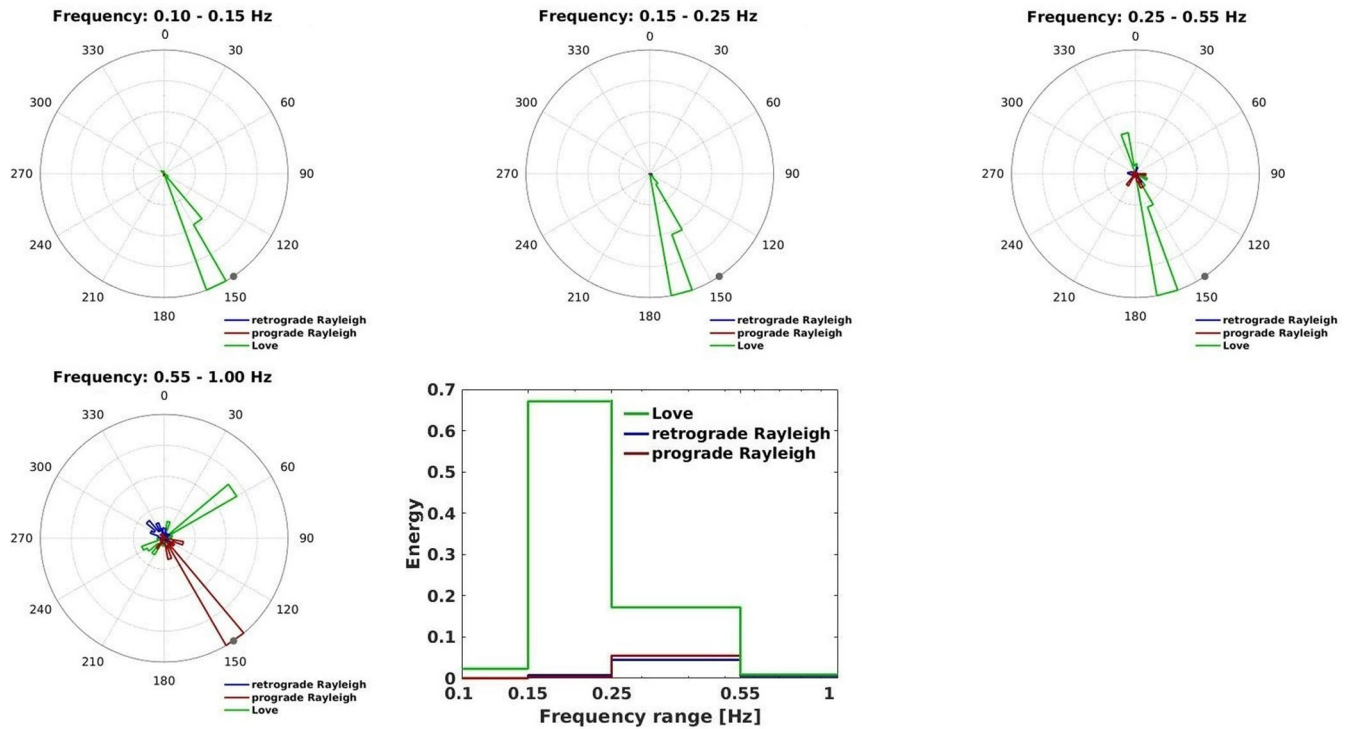 Frequency: 0.10 - 0.15 Hz
0
330 30
300 60
270 90
240 120
210 150
180
retrograde Rayleigh
prograde Rayleigh
Love
Frequency: 0.15 - 0.25 Hz
0
330 30
300 60
270 90
240 120
210 150
180
retrograde Rayleigh
prograde Rayleigh
Love
Frequency: 0.25 - 0.55 Hz
0
330 30
300 60
270 90
240 120
210 150
180
retrograde Rayleigh
prograde Rayleigh
Love
Frequency: 0.55 - 1.00 Hz
0
330 30
300 60
270 90
240 120
210 150
180
retrograde Rayleigh
prograde Rayleigh
Love
0.7
0.6
0.5
0.4
0.3
0.2
0.1
0
Energy
Love
retrograde Rayleigh
prograde Rayleigh
0.1 0.15 0.25 0.55 1
Frequency range [Hz]